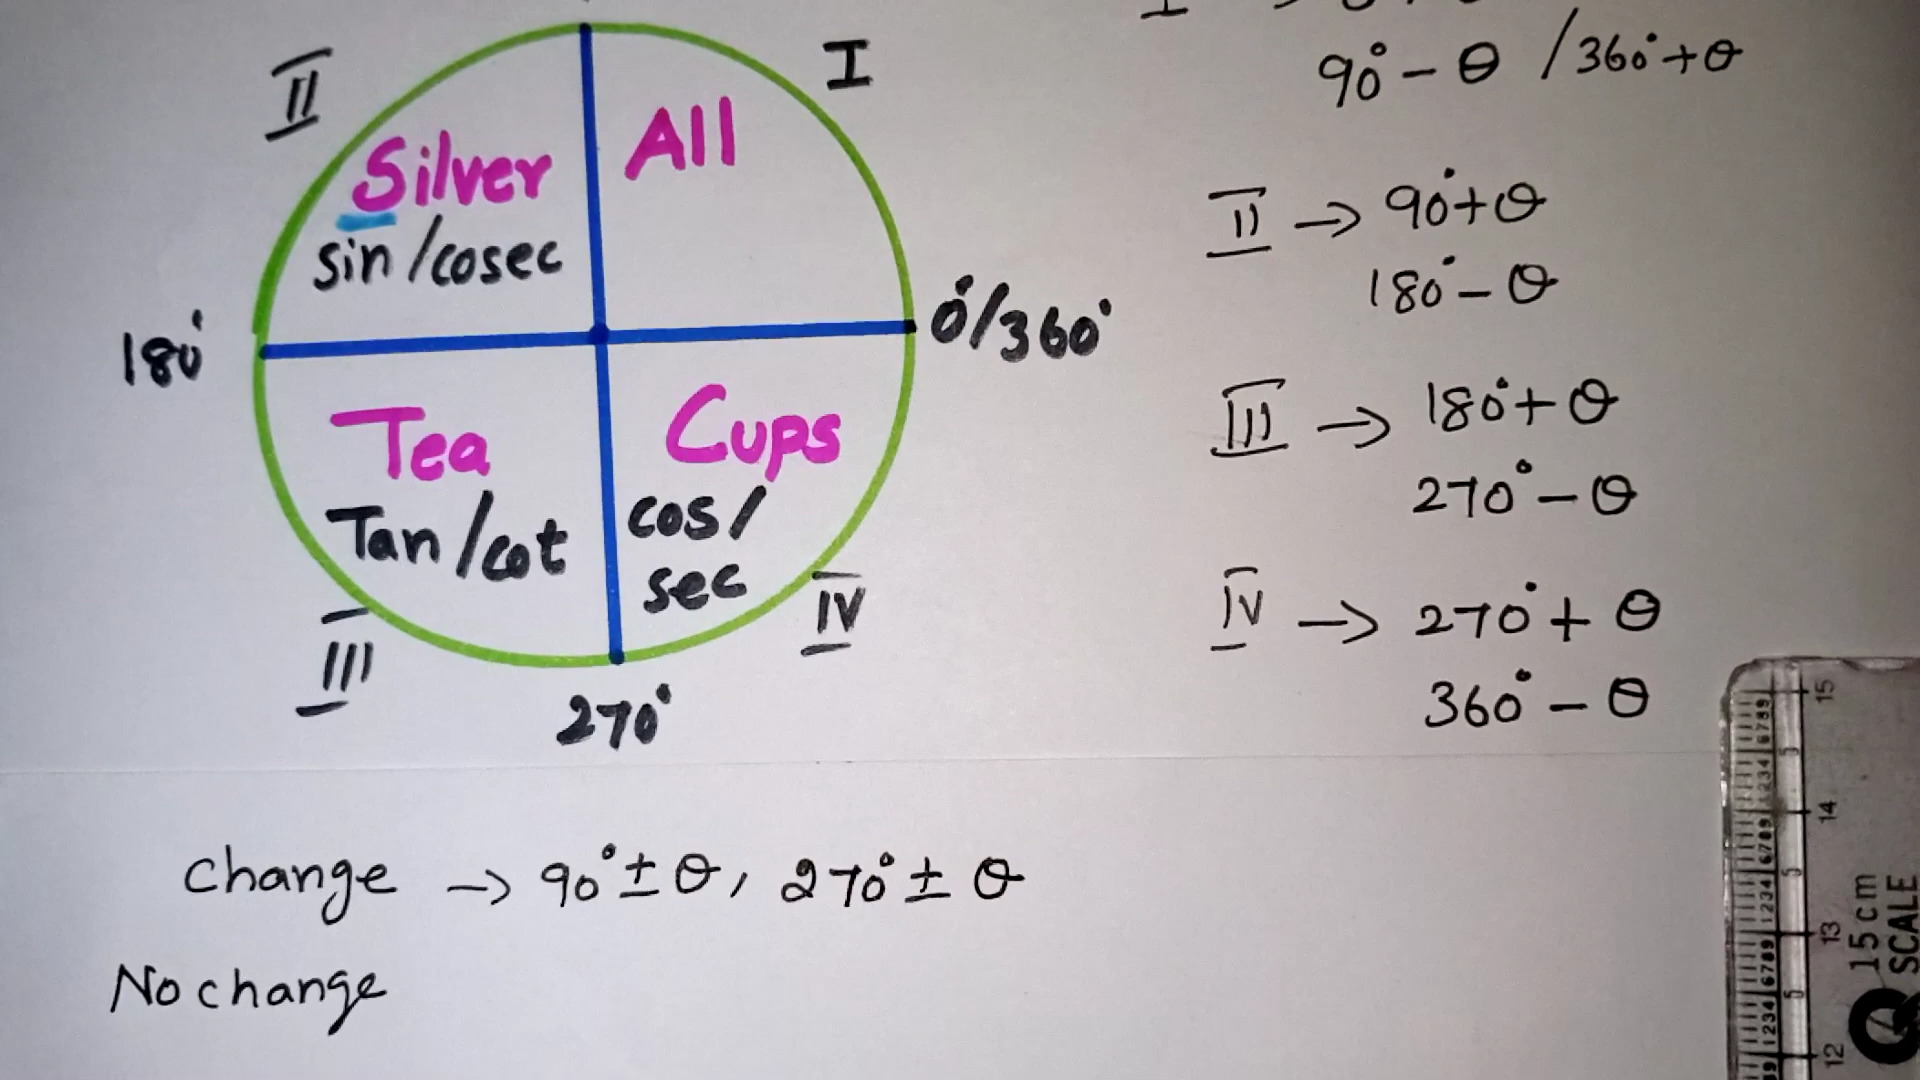 II
I
Silver
All
sin/cosec
180°
0°/360°
Tea
Cups
Tan/cot
cos/
sec
III
IV
270°
90° - θ /360°+θ
II → 90°+θ
180° - θ
III → 180°+θ
270° - θ
IV → 270° + θ
360° - θ
change → 90° ± θ, 270° ± θ
No change
15
14
13
12
15cm
SCALE